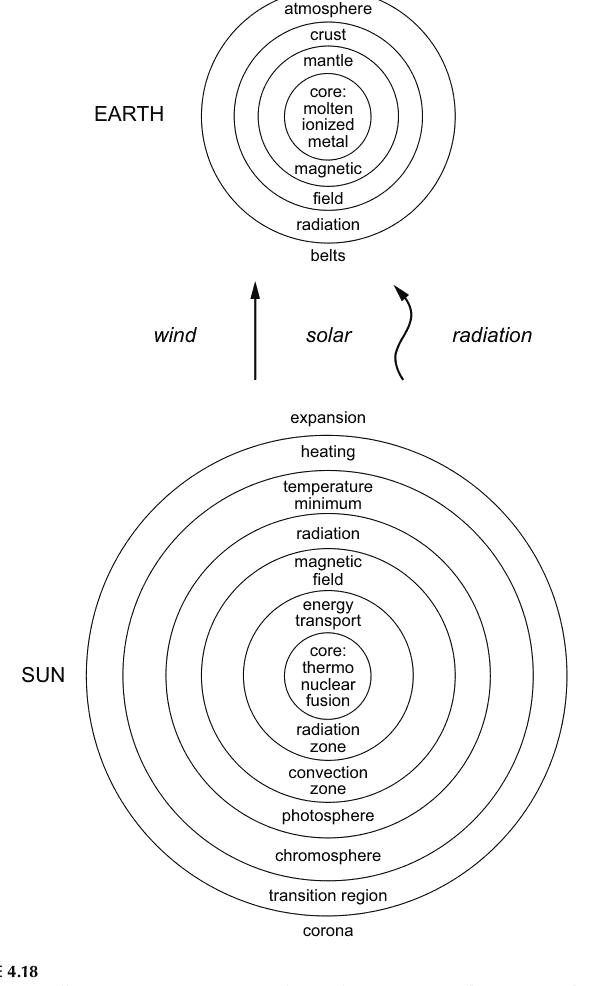 atmosphere
crust
mantle
EARTH
core:
molten
ionized
metal
magnetic
field
radiation
belts
wind
solar
radiation
expansion
heating
temperature
minimum
radiation
magnetic
field
energy
transport
SUN
core:
thermo
nuclear
fusion
radiation
zone
convection
zone
photosphere
chromosphere
transition region
corona
4.18